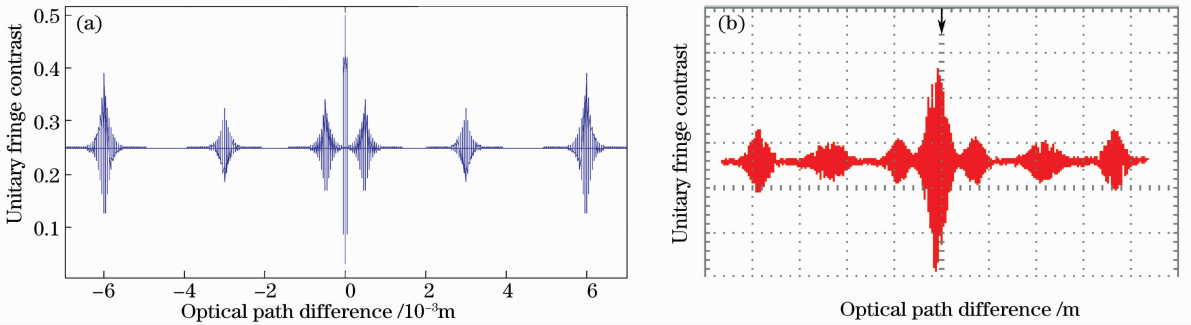 (a)
Unitary fringe contrast
0.5
0.4
0.3
0.2
0.1
−6
−4
−2
0
2
4
6
Optical path difference /10⁻³m
(b)
Unitary fringe contrast
Optical path difference /m